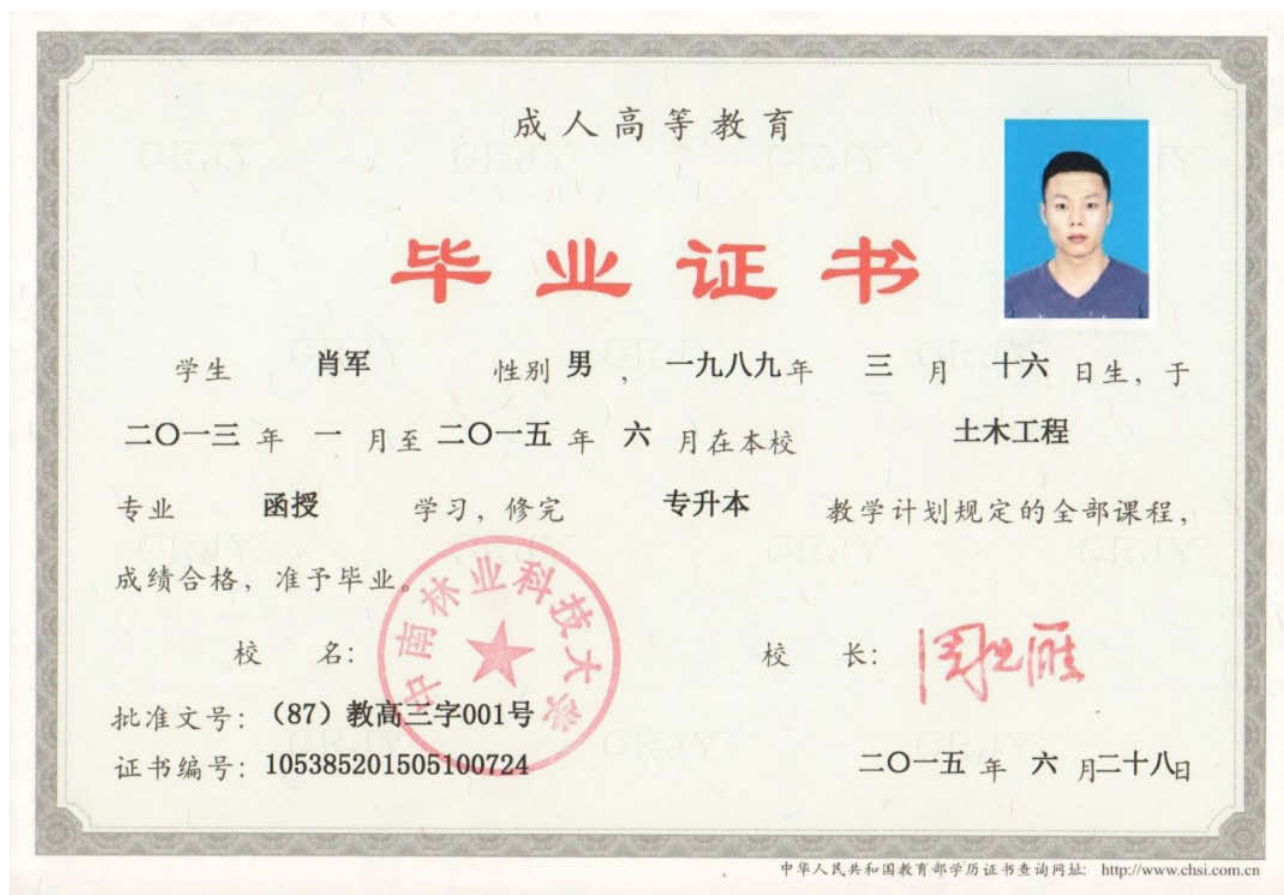 成人高等教育
毕业证书
学生 肖军 性别 男 ，一九八九年 三 月 十六 日生，于
二〇一三 年 一 月至 二〇一五 年 六 月在本校 土木工程
专业 函授 学习，修完 专升本 教学计划规定的全部课程，
成绩合格，准予毕业。
校 名： 中南林业科技大学
校 长：
批准文号：（87）教高三字001号
证书编号：105385201505100724
二〇一五 年 六 月二十八日
中华人民共和国教育部学历证书查询网址： http://www.chsi.com.cn